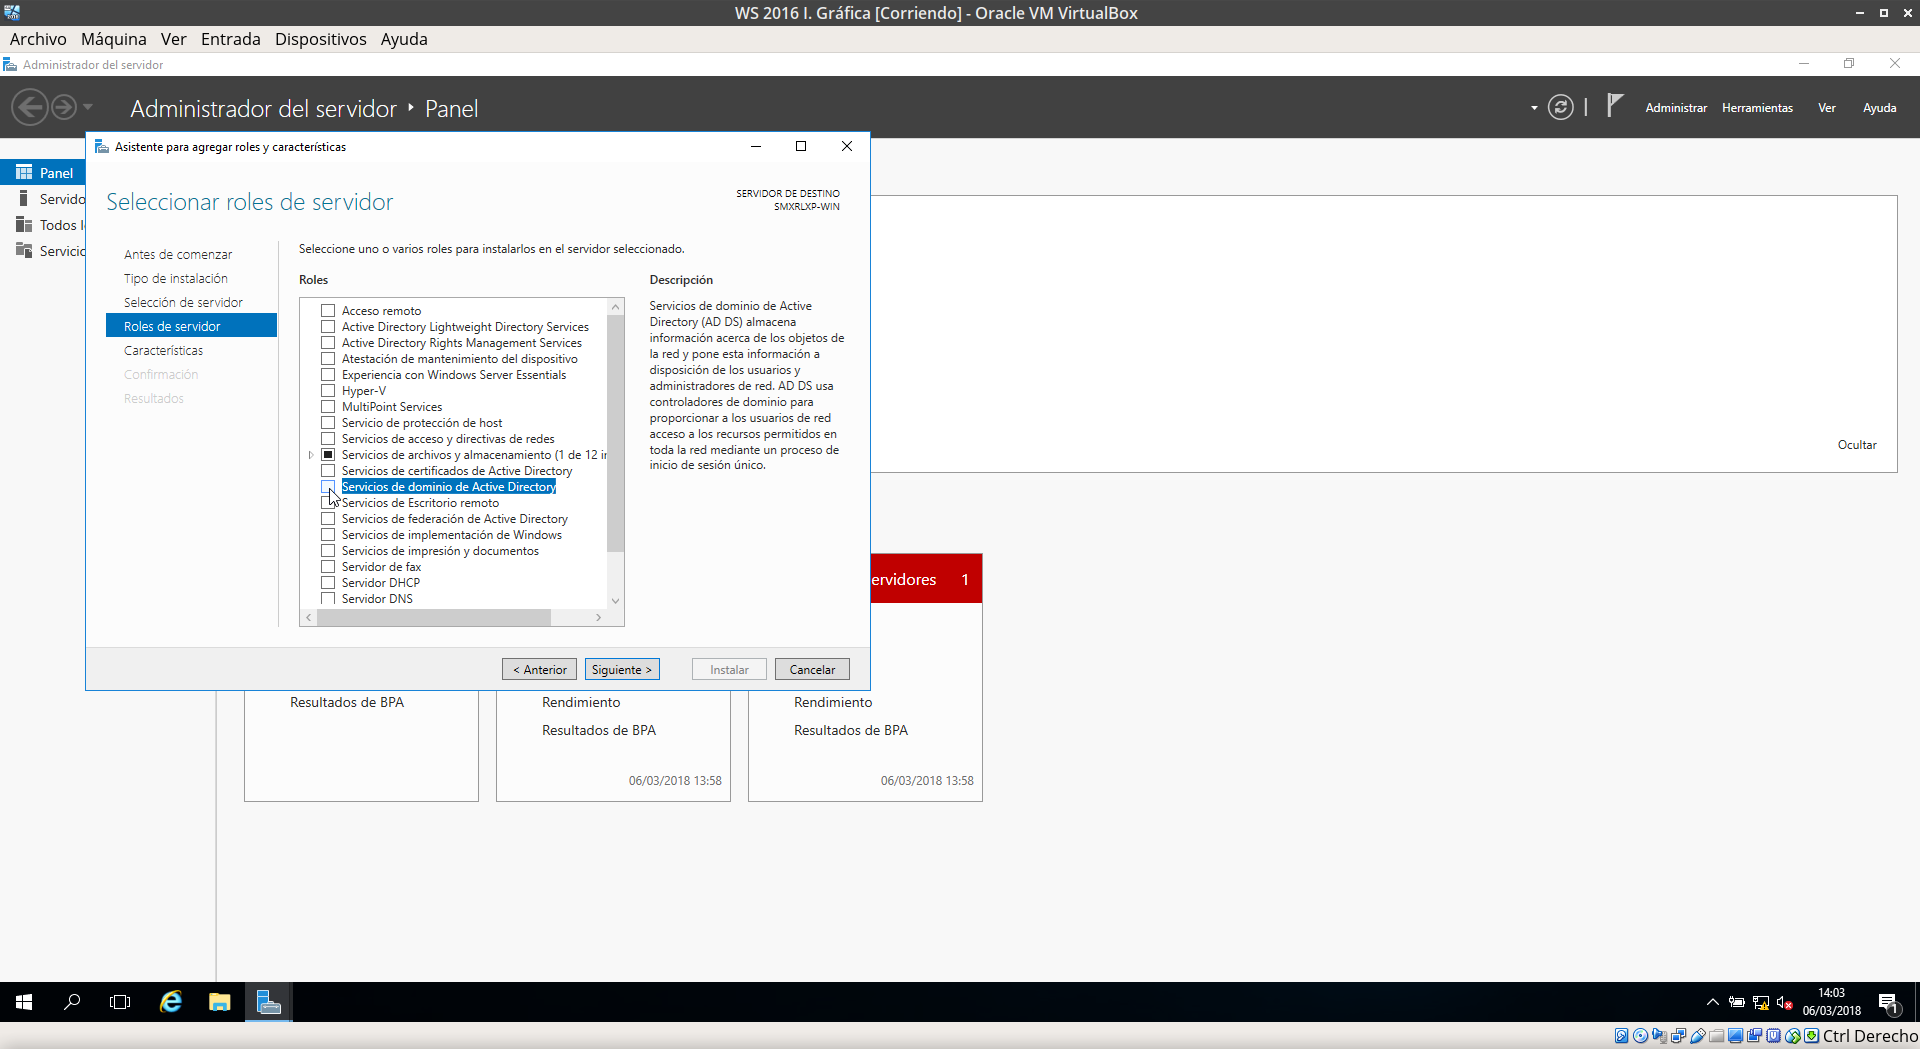 WS 2016 I. Gráfica [Corriendo] - Oracle VM VirtualBox
Archivo Máquina Ver Entrada Dispositivos Ayuda
Administrador del servidor
Administrador del servidor ‣ Panel
Administrar Herramientas Ver Ayuda
Panel
Servido
Todos l
Servicio
Asistente para agregar roles y características
Seleccionar roles de servidor
SERVIDOR DE DESTINO
SMXRLXP-WIN
Antes de comenzar
Tipo de instalación
Selección de servidor
Roles de servidor
Características
Confirmación
Resultados
Seleccione uno o varios roles para instalarlos en el servidor seleccionado.
Roles
Acceso remoto
Active Directory Lightweight Directory Services
Active Directory Rights Management Services
Atestación de mantenimiento del dispositivo
Experiencia con Windows Server Essentials
Hyper-V
MultiPoint Services
Servicio de protección de host
Servicios de acceso y directivas de redes
Servicios de archivos y almacenamiento (1 de 12 in
Servicios de certificados de Active Directory
Servicios de dominio de Active Directory
Servicios de Escritorio remoto
Servicios de federación de Active Directory
Servicios de implementación de Windows
Servicios de impresión y documentos
Servidor de fax
Servidor DHCP
Servidor DNS
Descripción
Servicios de dominio de Active
Directory (AD DS) almacena
información acerca de los objetos de
la red y pone esta información a
disposición de los usuarios y
administradores de red. AD DS usa
controladores de dominio para
proporcionar a los usuarios de red
acceso a los recursos permitidos en
toda la red mediante un proceso de
inicio de sesión único.
< Anterior Siguiente > Instalar Cancelar
Ocultar
ervidores 1
Resultados de BPA
Rendimiento
Resultados de BPA
06/03/2018 13:58
Rendimiento
Resultados de BPA
06/03/2018 13:58
14:03
06/03/2018
1
Ctrl Derecho